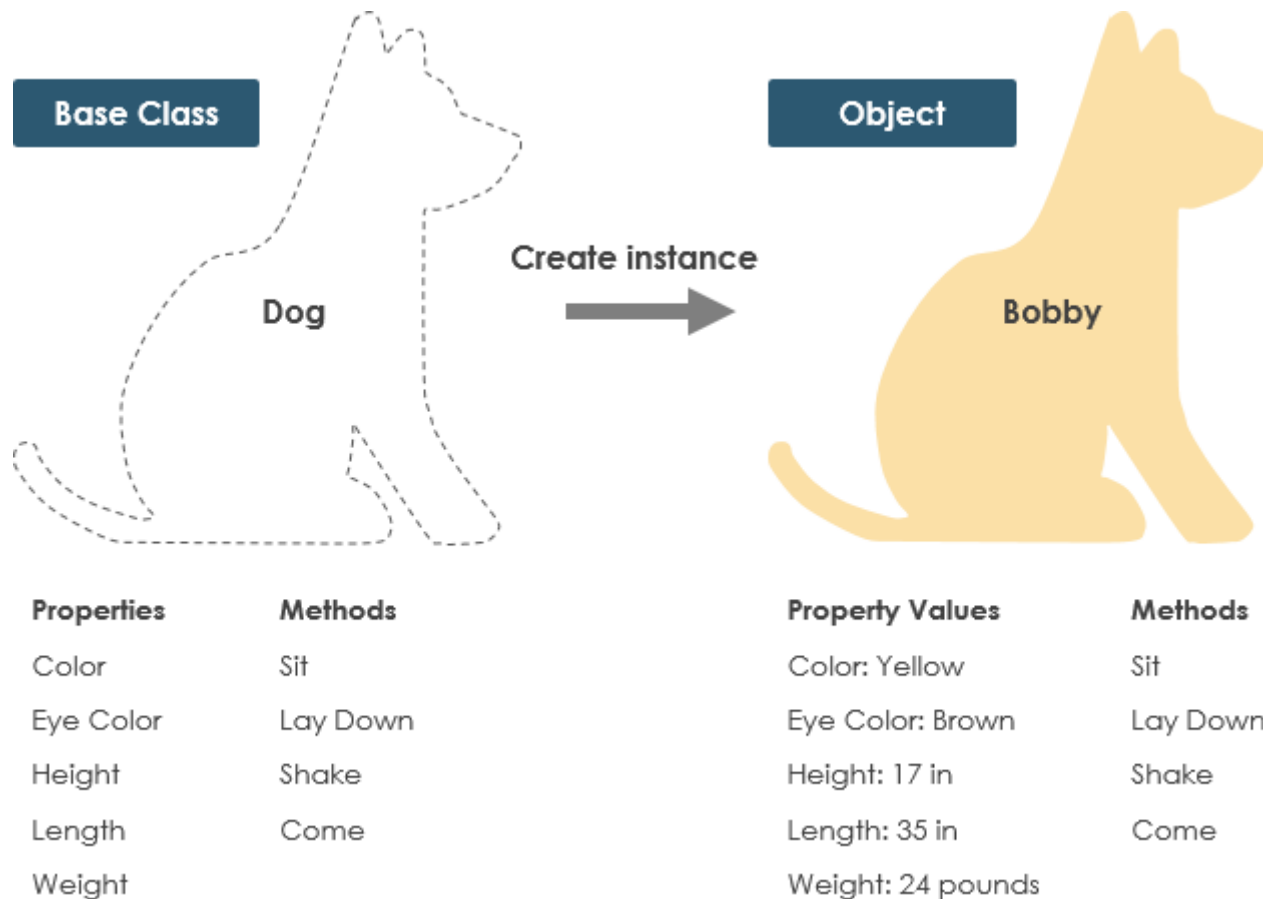 Base Class
Object
Create instance
Dog
Bobby
Properties Methods
Color Sit
Eye Color Lay Down
Height Shake
Length Come
Weight
Property Values Methods
Color: Yellow Sit
Eye Color: Brown Lay Down
Height: 17 in Shake
Length: 35 in Come
Weight: 24 pounds